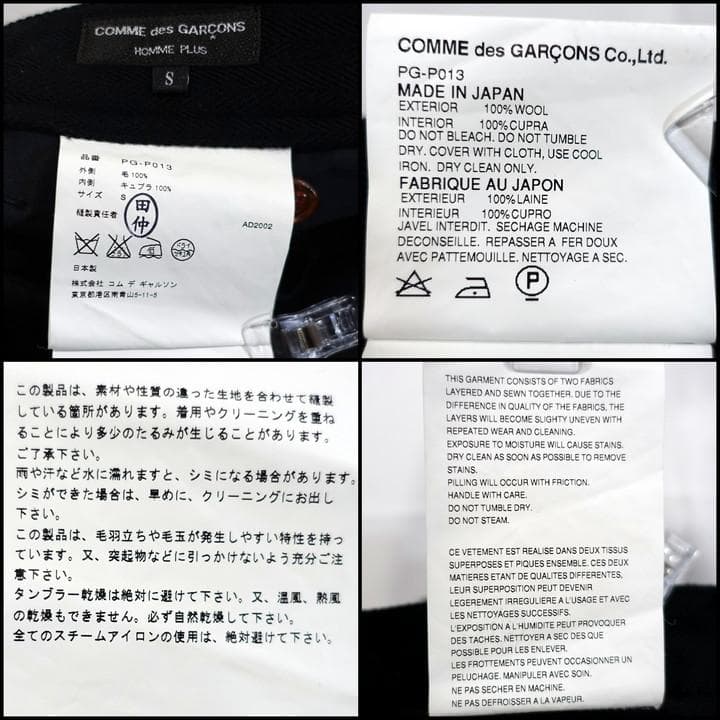 COMME des GARÇONS
HOMME PLUS
S
品番 PG-P013
外側 毛100%
内側 キュプラ100%
サイズ S
縫製責任者 田仲
AD2002
日本製
株式会社 コム デ ギャルソン
東京都港区南青山5-11-5
COMME des GARÇONS Co.,Ltd.
PG-P013
MADE IN JAPAN
EXTERIOR 100%WOOL
INTERIOR 100%CUPRA
DO NOT BLEACH. DO NOT TUMBLE
DRY. COVER WITH CLOTH, USE COOL
IRON. DRY CLEAN ONLY.
FABRIQUE AU JAPON
EXTERIEUR 100%LAINE
INTERIEUR 100%CUPRO
JAVEL INTERDIT. SECHAGE MACHINE
DECONSEILLE. REPASSER A FER DOUX
AVEC PATTEMOUILLE. NETTOYAGE A SEC.
P
この製品は、素材や性質の違った生地を合わせて縫製
している箇所があります。着用やクリーニングを重ね
ることにより多少のたるみが生じることがあります。
ご了承下さい。
雨や汗など水に濡れますと、シミになる場合があります。
シミができた場合は、早めに、クリーニングにお出し
下さい。
この製品は、毛羽立ちや毛玉が発生しやすい特性を持っ
ています。又、突起物などに引っかけないよう充分ご注
意下さい。
タンブラー乾燥は絶対に避けて下さい。又、温風、熱風
の乾燥もできません。必ず自然乾燥して下さい。
全てのスチームアイロンの使用は、絶対避けて下さい。
THIS GARMENT CONSISTS OF TWO FABRICS
LAYERED AND SEWN TOGETHER. DUE TO THE
DIFFERENCE IN QUALITY OF THE FABRICS, THE
LAYERS WILL BECOME SLIGHTY UNEVEN WITH
REPEATED WEAR AND CLEANING.
EXPOSURE TO MOISTURE WILL CAUSE STAINS.
DRY CLEAN AS SOON AS POSSIBLE TO REMOVE
STAINS.
PILLING WILL OCCUR WITH FRICTION.
HANDLE WITH CARE.
DO NOT TUMBLE DRY.
DO NOT STEAM.
CE VETEMENT EST REALISE DANS DEUX TISSUS
SUPERPOSES ET PIQUES ENSEMBLE. CES DEUX
MATIERES ETANT DE QUALITES DIFFERENTES,
LEUR SUPERPOSITION PEUT DEVENIR
LEGEREMENT IRREGULIERE A L'USAGE ET AVEC
LES NETTOYAGES SUCCESSIFS.
L'EXPOSITION A L'HUMIDITE PEUT PROVOQUER
DES TACHES. NETTOYER A SEC DES QUE
POSSIBLE POUR LES ENLEVER.
LES FROTTEMENTS PEUVENT OCCASIONNER UN
PELUCHAGE. MANIPULER AVEC SOIN.
NE PAS SECHER EN MACHINE.
NE PAS DEFROISSER A LA VAPEUR.